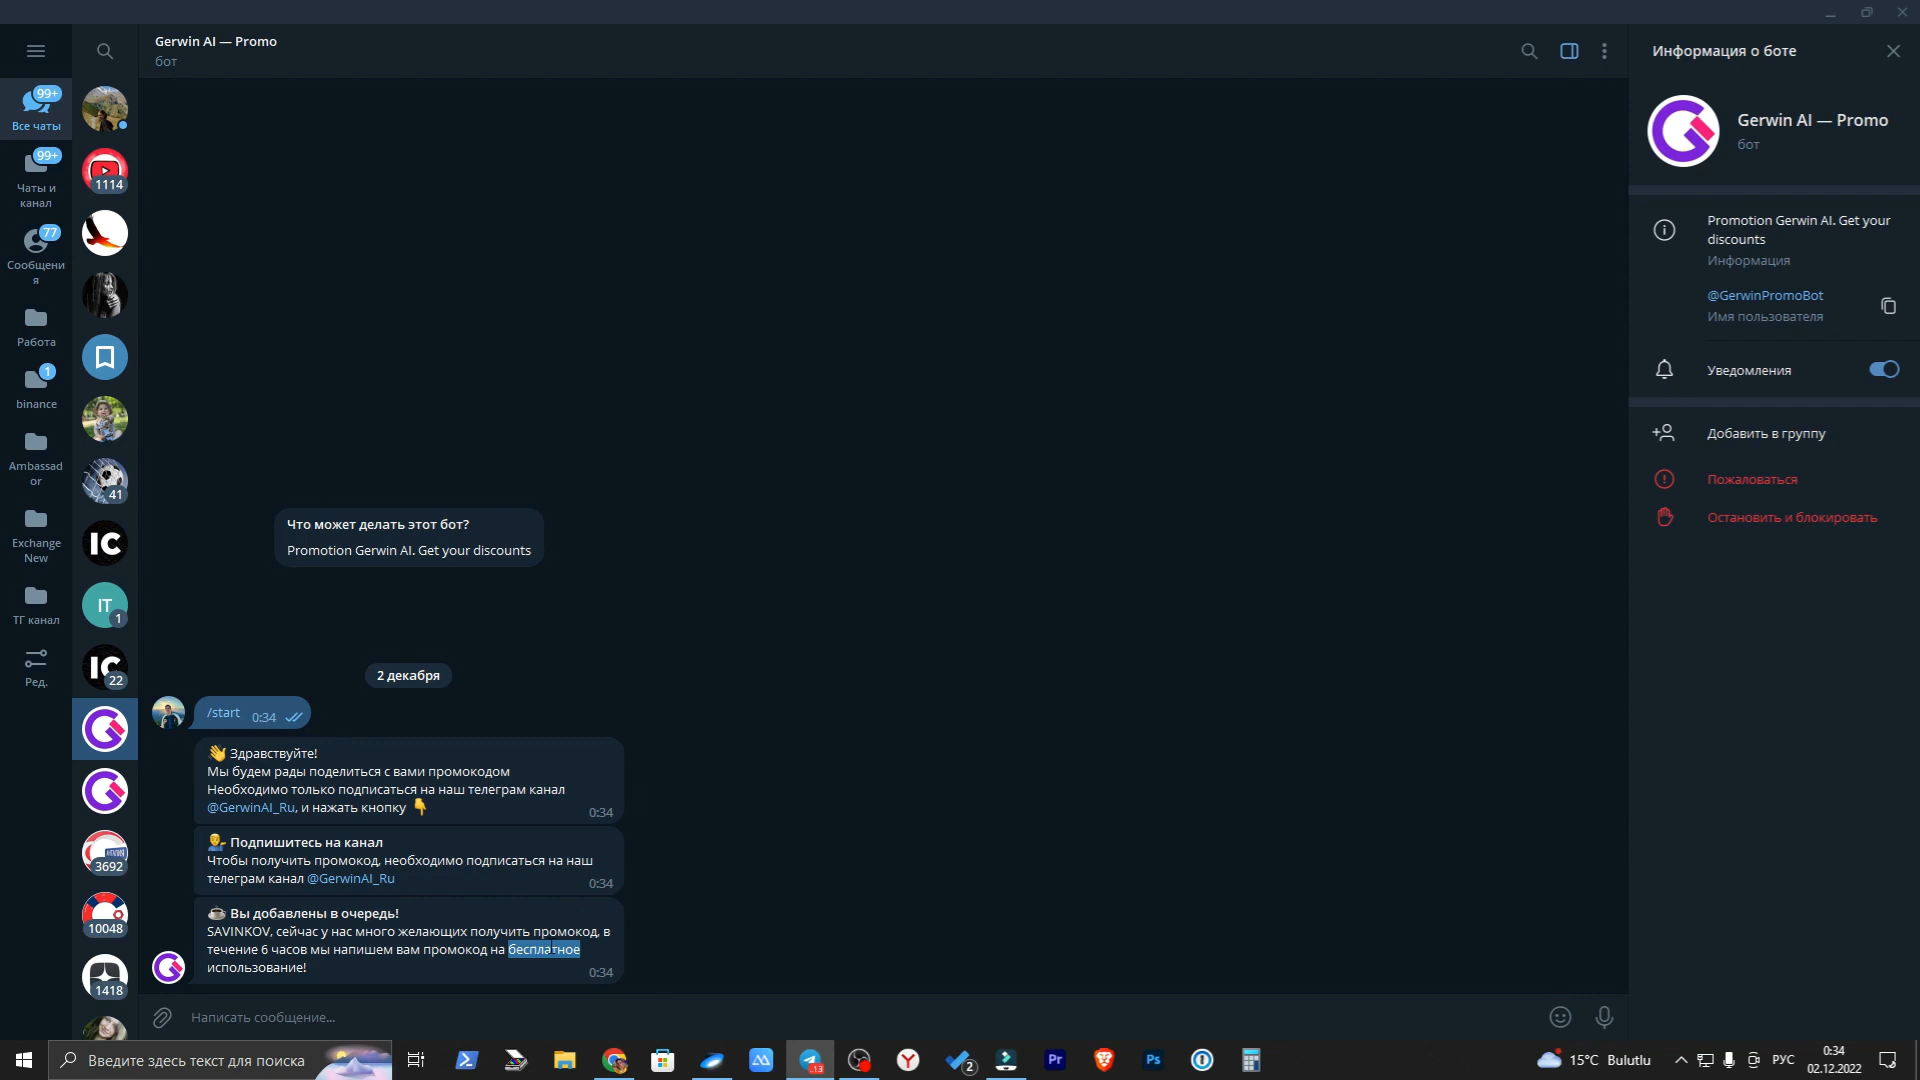 Gerwin AI — Promo
бот
99+
Все чаты
99+
Чаты и
канал
77
Сообщени
я
Работа
1
binance
Ambassad
or
Exchange
New
ТГ канал
Ред.
1114
41
IC
IT
1
IC
22
3692
10048
1418
Что может делать этот бот?
Promotion Gerwin AI. Get your discounts
2 декабря
/start
0:34
👋 Здравствуйте!
Мы будем рады поделиться с вами промокодом
Необходимо только подписаться на наш телеграм канал
@GerwinAI_Ru, и нажать кнопку 👇
0:34
💁‍♂️ Подпишитесь на канал
Чтобы получить промокод, необходимо подписаться на наш
телеграм канал @GerwinAI_Ru
0:34
☕ Вы добавлены в очередь!
SAVINKOV, сейчас у нас много желающих получить промокод, в
течение 6 часов мы напишем вам промокод на бесплатное
использование!
0:34
Написать сообщение...
Информация о боте
Gerwin AI — Promo
бот
Promotion Gerwin AI. Get your
discounts
Информация
@GerwinPromoBot
Имя пользователя
Уведомления
Добавить в группу
Пожаловаться
Остановить и блокировать
Введите здесь текст для поиска
.13
2
Pr
Ps
15°C Bulutlu
РУС
0:34
02.12.2022